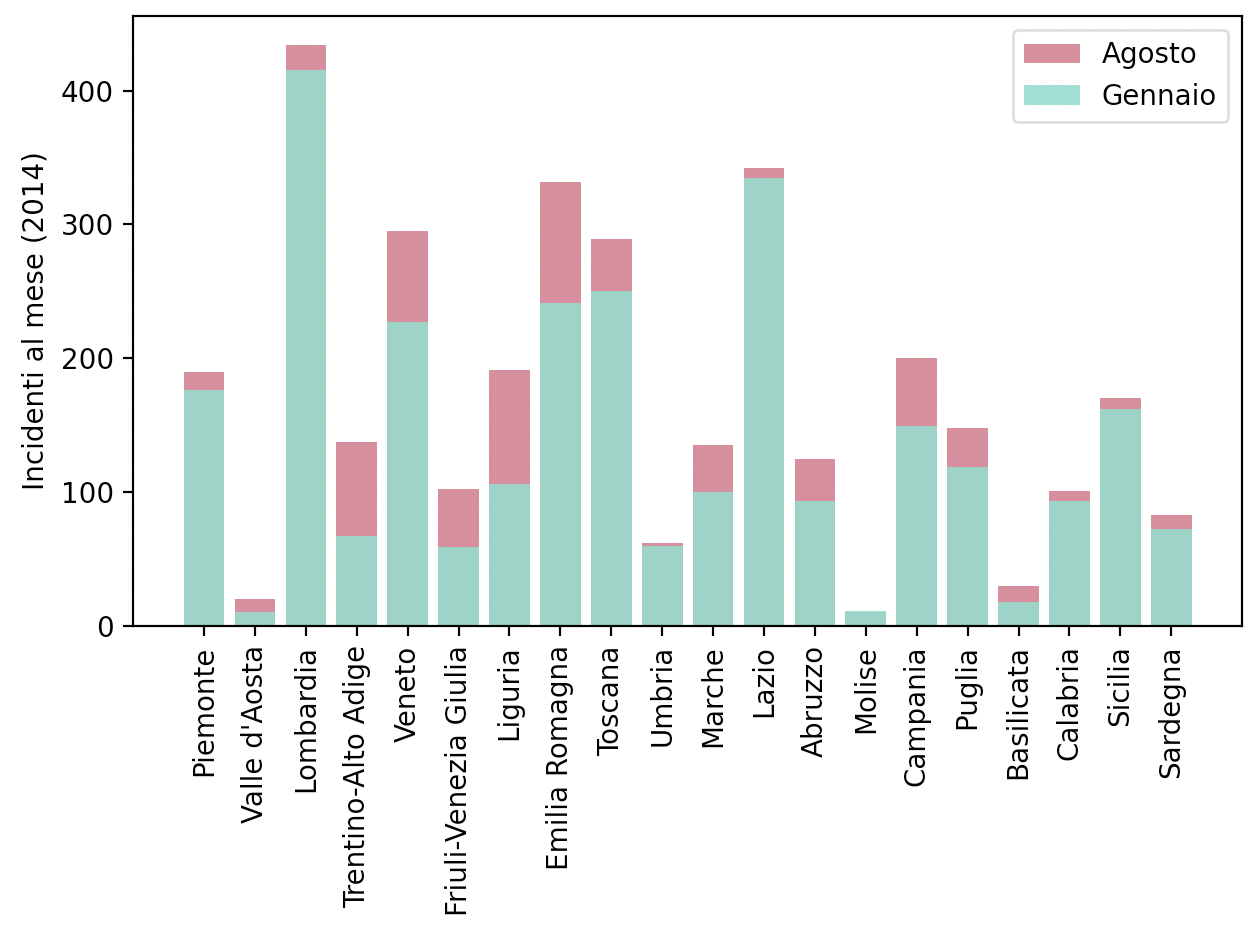 Agosto
Gennaio
Incidenti al mese (2014)
400
300
200
100
0
Piemonte
Valle d'Aosta
Lombardia
Trentino-Alto Adige
Veneto
Friuli-Venezia Giulia
Liguria
Emilia Romagna
Toscana
Umbria
Marche
Lazio
Abruzzo
Molise
Campania
Puglia
Basilicata
Calabria
Sicilia
Sardegna